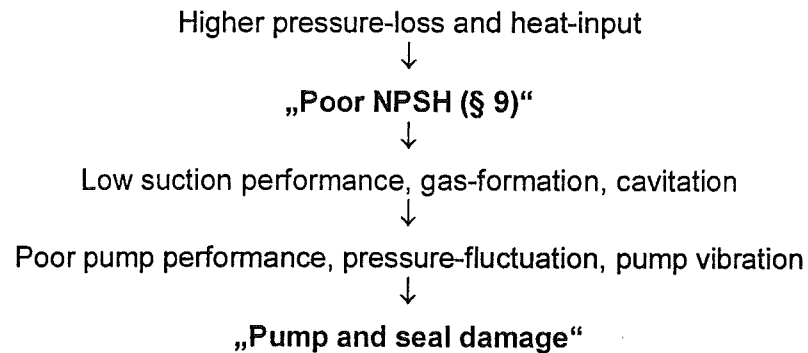 Higher pressure-loss and heat-input
↓
„Poor NPSH (§ 9)“
↓
Low suction performance, gas-formation, cavitation
↓
Poor pump performance, pressure-fluctuation, pump vibration
↓
„Pump and seal damage“